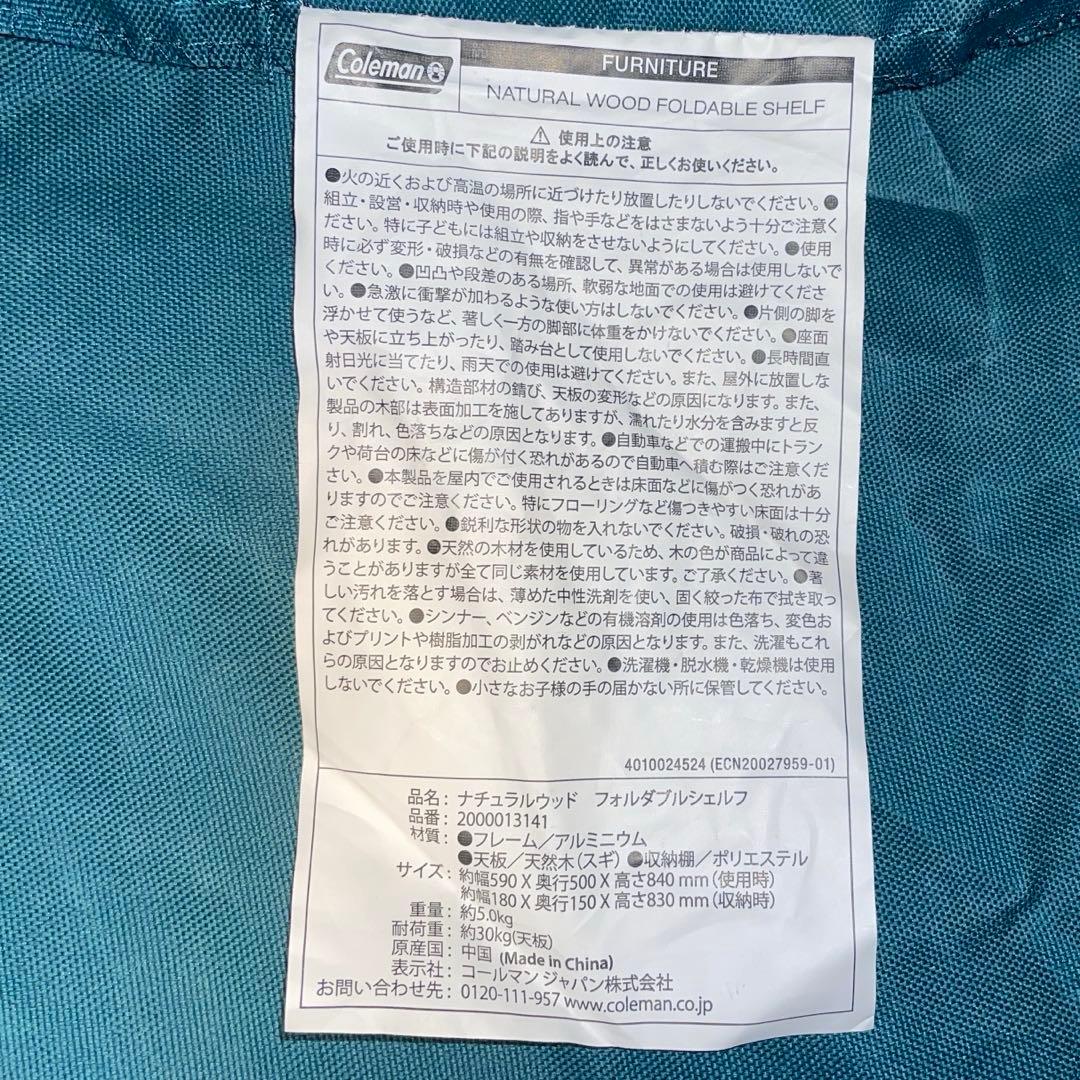 Coleman
FURNITURE
NATURAL WOOD FOLDABLE SHELF
⚠ 使用上の注意
ご使用時に下記の説明をよく読んで、正しくお使いください。
●火の近くおよび高温の場所に近づけたり放置したりしないでください。●
組立・設営・収納時や使用の際、指や手などをはさまないよう十分ご注意く
ださい。特に子どもには組立や収納をさせないようにしてください。●使用
時に必ず変形・破損などの有無を確認して、異常がある場合は使用しないで
ください。●凹凸や段差のある場所、軟弱な地面での使用は避けてくださ
い。●急激に衝撃が加わるような使い方はしないでください。●片側の脚を
浮かせて使うなど、著しく一方の脚部に体重をかけないでください。●座面
や天板に立ち上がったり、踏み台として使用しないでください。●長時間直
射日光に当てたり、雨天での使用は避けてください。また、屋外に放置しな
いでください。構造部材の錆び、天板の変形などの原因になります。また、
製品の木部は表面加工を施してありますが、濡れたり水分を含みますと反
り、割れ、色落ちなどの原因となります。●自動車などでの運搬中にトラン
クや荷台の床などに傷が付く恐れがあるので自動車へ積む際はご注意くだ
さい。●本製品を屋内でご使用されるときは床面などに傷がつく恐れがあ
りますのでご注意ください。特にフローリングなど傷つきやすい床面は十分
ご注意ください。●鋭利な形状の物を入れないでください。破損・破れの恐
れがあります。●天然の木材を使用しているため、木の色が商品によって違
うことがありますが全て同じ素材を使用しています。ご了承ください。●著
しい汚れを落とす場合は、薄めた中性洗剤を使い、固く絞った布で拭き取っ
てください。●シンナー、ベンジンなどの有機溶剤の使用は色落ち、変色お
よびプリントや樹脂加工の剥がれなどの原因となります。また、洗濯もこれ
らの原因となりますのでお止めください。●洗濯機・脱水機・乾燥機は使用
しないでください。●小さなお子様の手の届かない所に保管してください。
4010024524 (ECN20027959-01)
品名：ナチュラルウッド フォルダブルシェルフ
品番：2000013141
材質：●フレーム／アルミニウム
●天板／天然木（スギ）●収納棚／ポリエステル
サイズ：約幅590 X 奥行500 X 高さ840 mm（使用時）
約幅180 X 奥行150 X 高さ830 mm（収納時）
重量：約5.0kg
耐荷重：約30kg(天板)
原産国：中国 (Made in China)
表示社：コールマン ジャパン株式会社
お問い合わせ先：0120-111-957 www.coleman.co.jp